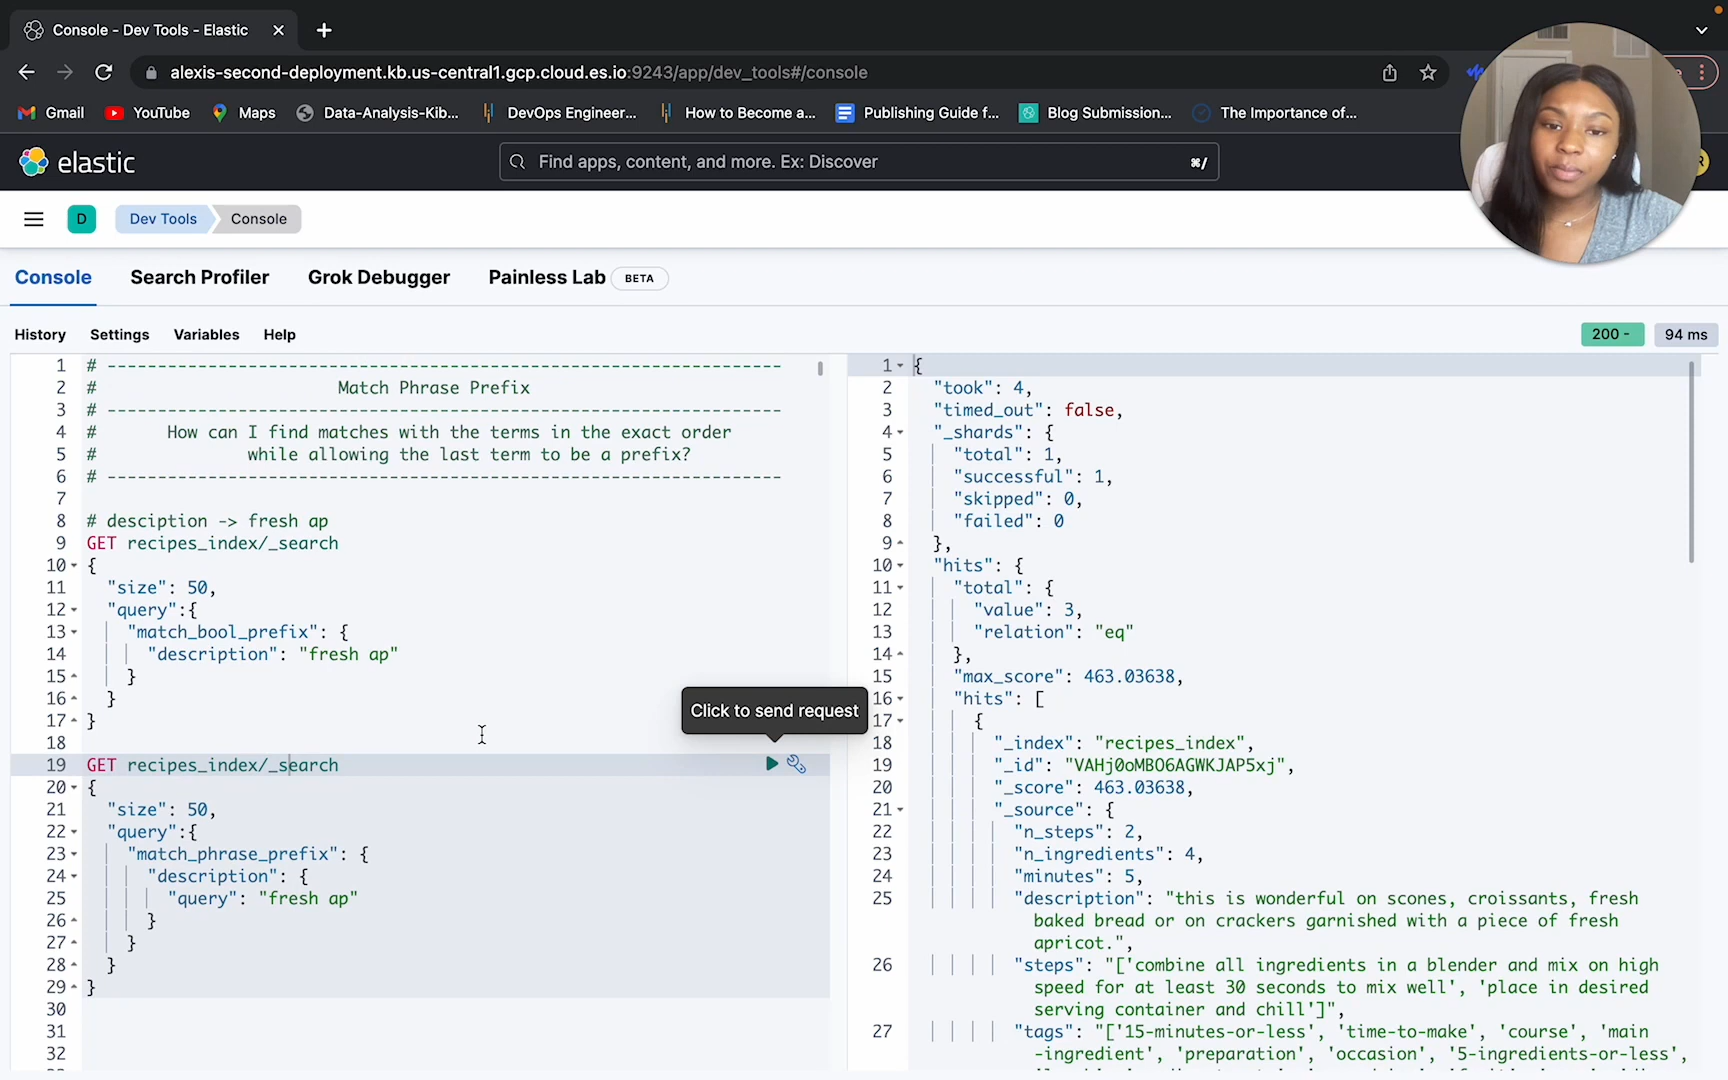 Console - Dev Tools - Elastic
alexis-second-deployment.kb.us-central1.gcp.cloud.es.io:9243/app/dev_tools#/console
Gmail YouTube Maps Data-Analysis-Kib... DevOps Engineer... How to Become a... Publishing Guide f... Blog Submission... The Importance of...
elastic
Find apps, content, and more. Ex: Discover
⌘/
D Dev Tools Console
Console Search Profiler Grok Debugger Painless Lab BETA
History Settings Variables Help
200 - 94 ms
1 # -------------------------------------------------------------------
2 # Match Phrase Prefix
3 # -------------------------------------------------------------------
4 # How can I find matches with the terms in the exact order
5 # while allowing the last term to be a prefix?
6 # -------------------------------------------------------------------
7
8 # desciption -> fresh ap
9 GET recipes_index/_search
10 {
11 "size": 50,
12 "query":{
13 "match_bool_prefix": {
14 "description": "fresh ap"
15 }
16 }
17 }
18
Click to send request
19 GET recipes_index/_search
20 {
21 "size": 50,
22 "query":{
23 "match_phrase_prefix": {
24 "description": {
25 "query": "fresh ap"
26 }
27 }
28 }
29 }
30
31
32
1 {
2 "took": 4,
3 "timed_out": false,
4 "_shards": {
5 "total": 1,
6 "successful": 1,
7 "skipped": 0,
8 "failed": 0
9 },
10 "hits": {
11 "total": {
12 "value": 3,
13 "relation": "eq"
14 },
15 "max_score": 463.03638,
16 "hits": [
17 {
18 "_index": "recipes_index",
19 "_id": "VAHj0oMBO6AGWKJAP5xj",
20 "_score": 463.03638,
21 "_source": {
22 "n_steps": 2,
23 "n_ingredients": 4,
24 "minutes": 5,
25 "description": "this is wonderful on scones, croissants, fresh
baked bread or on crackers garnished with a piece of fresh
apricot.",
26 "steps": "['combine all ingredients in a blender and mix on high
speed for at least 30 seconds to mix well', 'place in desired
serving container and chill']",
27 "tags": "['15-minutes-or-less', 'time-to-make', 'course', 'main
-ingredient', 'preparation', 'occasion', '5-ingredients-or-less',